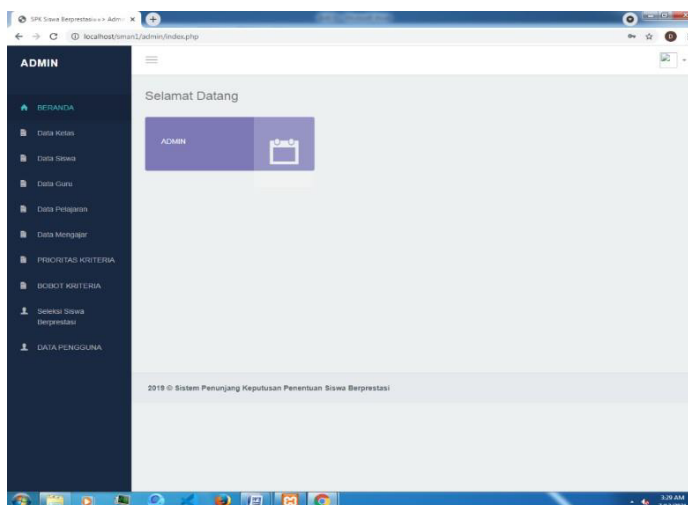 SPK Siswa Berprestasi
localhost/sman1/admin/index.php
ADMIN
BERANDA
Data Kelas
Data Siswa
Data Guru
Data Pelajaran
Data Mengajar
PRIORITAS KRITERIA
BOBOT KRITERIA
Seleksi Siswa
Berprestasi
DATA PENGGUNA
Selamat Datang
ADMIN
2019 © Sistem Penunjang Keputusan Penentuan Siswa Berprestasi
3:29 AM